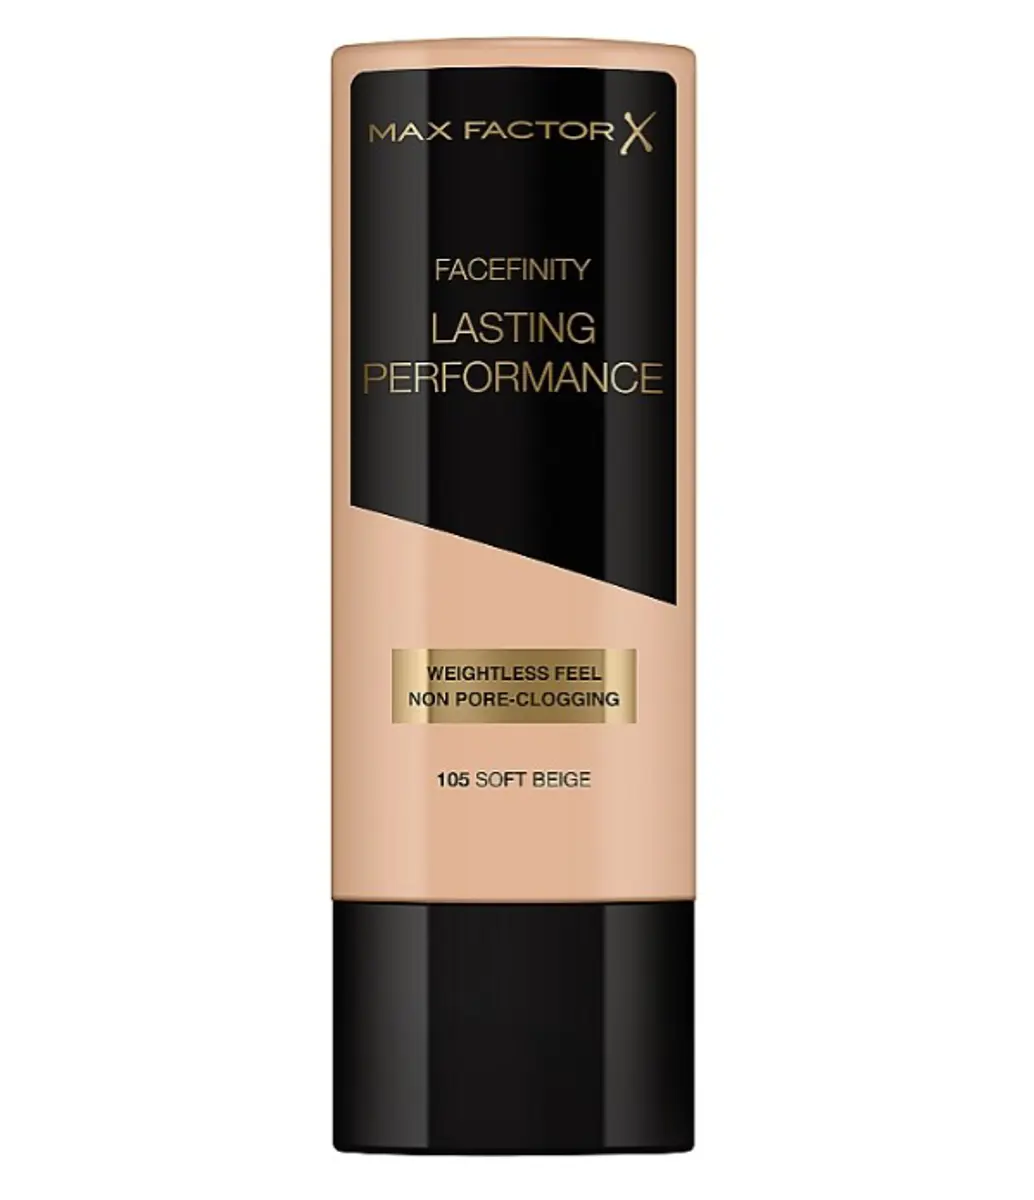 MAX FACTOR X
FACEFINITY
LASTING
PERFORMANCE
WEIGHTLESS FEEL
NON PORE-CLOGGING
105 SOFT BEIGE